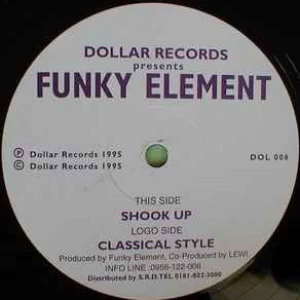 DOLLAR RECORDS
presents
FUNKY ELEMENT
Ⓟ Dollar Records 1995
© Dollar Records 1995
DOL 006
THIS SIDE
SHOOK UP
LOGO SIDE
CLASSICAL STYLE
Produced by Funky Element, Co-Produced by LEWI.
INFO LINE :0956-122-006
Distributed by S.R.D.TEL 0181-802-3000